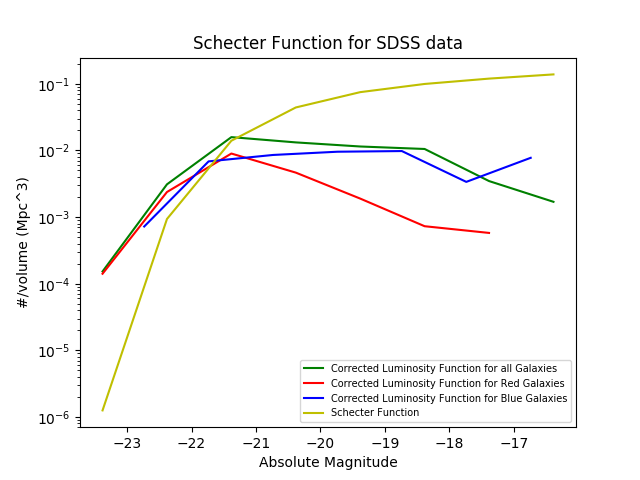 Schecter Function for SDSS data
#/volume (Mpc^3)
10⁻¹
10⁻²
10⁻³
10⁻⁴
10⁻⁵
10⁻⁶
Corrected Luminosity Function for all Galaxies
Corrected Luminosity Function for Red Galaxies
Corrected Luminosity Function for Blue Galaxies
Schecter Function
−23 −22 −21 −20 −19 −18 −17
Absolute Magnitude